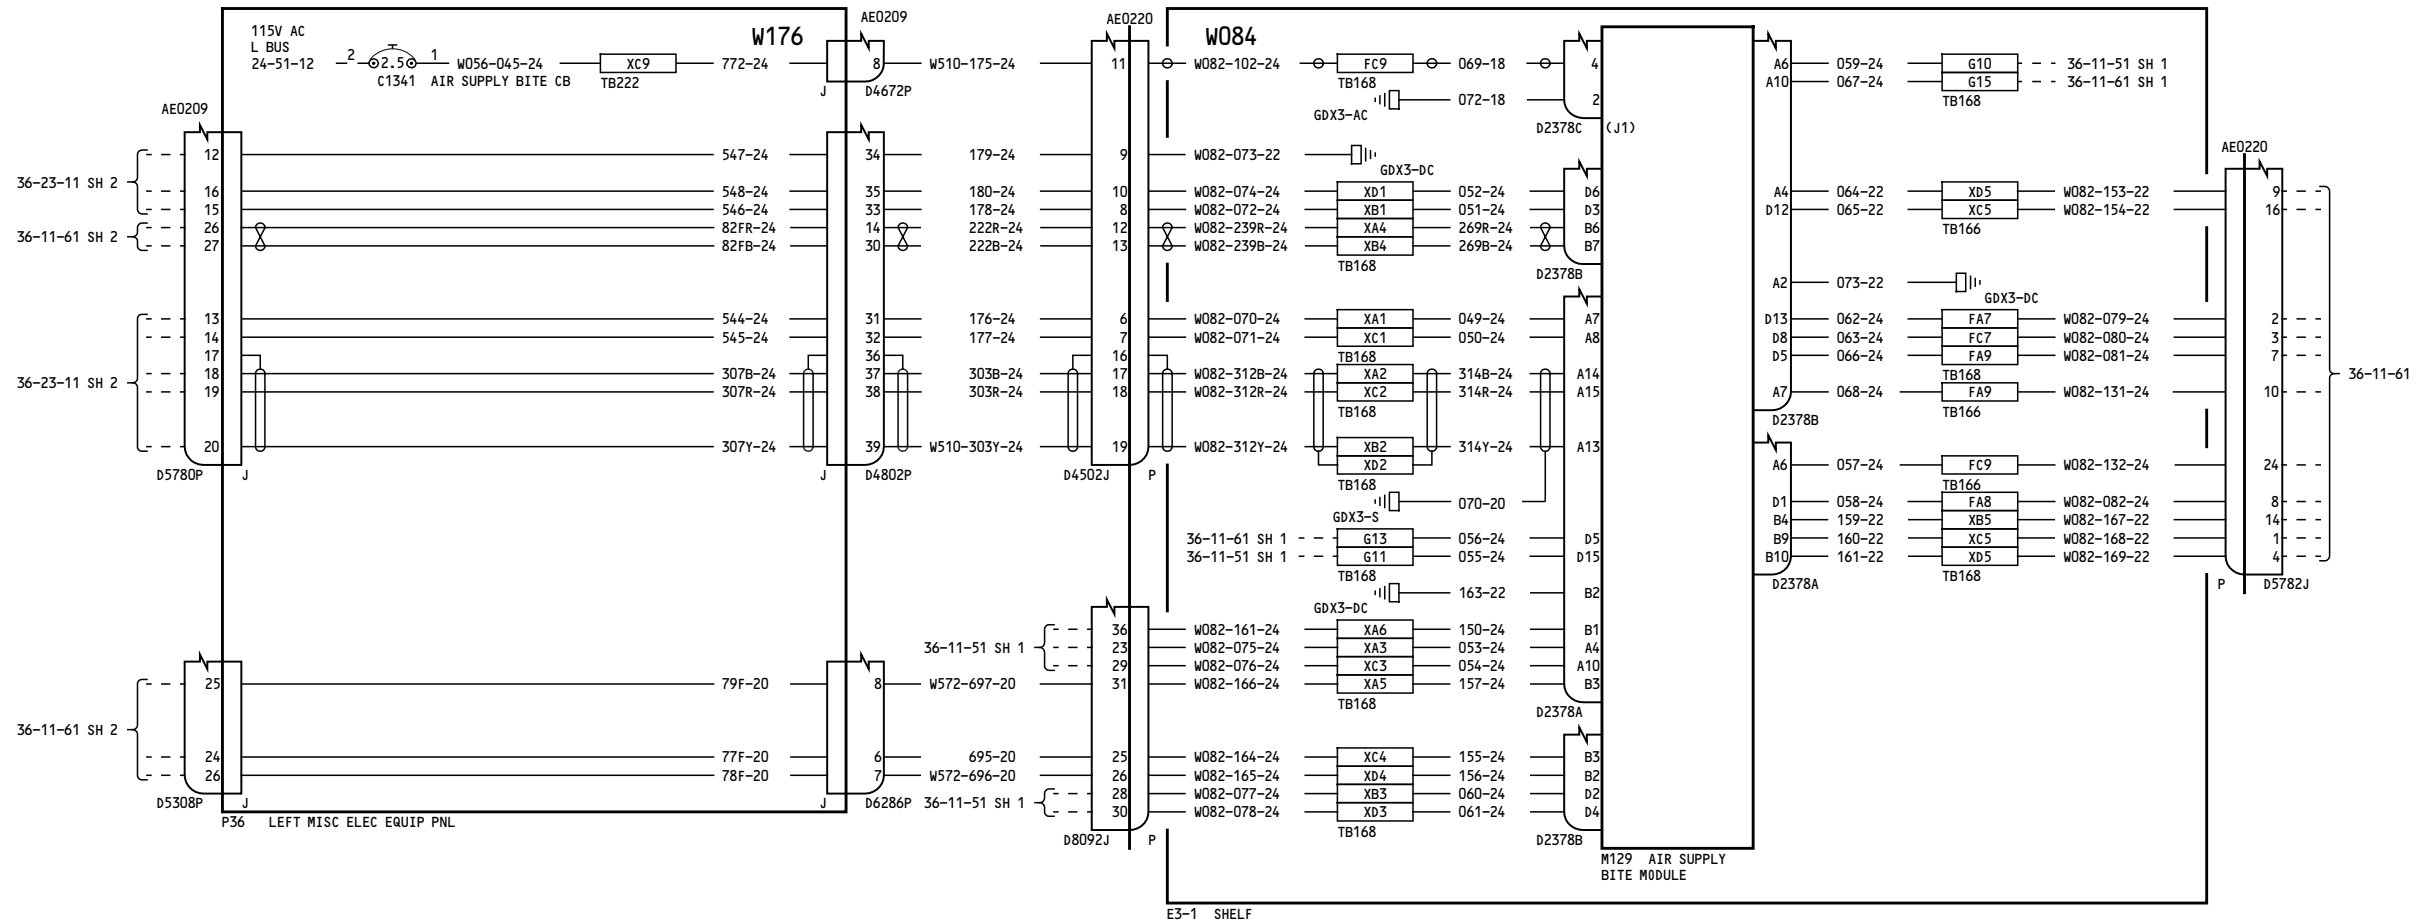 AE0209
AE0220
115V AC
L BUS
24-51-12
2 2.5 1
W056-045-24 XC9 772-24 8 W510-175-24 11 W082-102-24 FC9 069-18 4
C1341 AIR SUPPLY BITE CB
TB222
W176
W084
J D4672P
TB168
GDX3-AC 072-18 2
D2378C (J1)
A6 059-24 G10 36-11-51 SH 1
A10 067-24 G15 36-11-61 SH 1
TB168
AE0209
AE0220
36-23-11 SH 2
12 547-24 34 179-24 9 W082-073-22 GDX3-DC
16 548-24 35 180-24 10 W082-074-24 XD1 052-24 D6
15 546-24 33 178-24 8 W082-072-24 XB1 051-24 D3
36-11-61 SH 2
26 82FR-24 14 222R-24 12 W082-239R-24 XA4 269R-24 B6
27 82FB-24 30 222B-24 13 W082-239B-24 XB4 269B-24 B7
TB168
D2378B
A4 064-22 XD5 W082-153-22 9
D12 065-22 XC5 W082-154-22 16
TB166
A2 073-22 GDX3-DC
36-23-11 SH 2
13 544-24 31 176-24 6 W082-070-24 XA1 049-24 A7
14 545-24 32 177-24 7 W082-071-24 XC1 050-24 A8
17 36 16 TB168
18 307B-24 37 303B-24 17 W082-312B-24 XA2 314B-24 A14
19 307R-24 38 303R-24 18 W082-312R-24 XC2 314R-24 A15
TB168
20 307Y-24 39 W510-303Y-24 19 W082-312Y-24 XB2 314Y-24 A13
XD2
TB168
D5780P J
J D4802P
D4502J P
D13 062-24 FA7 W082-079-24 2
D8 063-24 FC7 W082-080-24 3
D5 066-24 FA9 W082-081-24 7
TB168
A7 068-24 FA9 W082-131-24 10
TB166
D2378B
36-11-61
A6 057-24 FC9 W082-132-24 24
TB166
D1 058-24 FA8 W082-082-24 8
B4 159-22 XB5 W082-167-22 14
B9 160-22 XC5 W082-168-22 1
B10 161-22 XD5 W082-169-22 4
TB168
D2378A
P D5782J
GDX3-S 070-20
36-11-61 SH 1 G13 056-24 D5
36-11-51 SH 1 G11 055-24 D15
TB168
GDX3-DC 163-22 B2
36-11-51 SH 1
36 W082-161-24 XA6 150-24 B1
23 W082-075-24 XA3 053-24 A4
29 W082-076-24 XC3 054-24 A10
36-11-61 SH 2
25 79F-20 8 W572-697-20 31 W082-166-24 XA5 157-24 B3
TB168
D2378A
24 77F-20 6 695-20 25 W082-164-24 XC4 155-24 B3
26 78F-20 7 W572-696-20 26 W082-165-24 XD4 156-24 B2
36-11-51 SH 1
28 W082-077-24 XB3 060-24 D2
30 W082-078-24 XD3 061-24 D4
TB168
D5308P J
J D6286P
D8092J P
D2378B
P36 LEFT MISC ELEC EQUIP PNL
M129 AIR SUPPLY
BITE MODULE
E3-1 SHELF